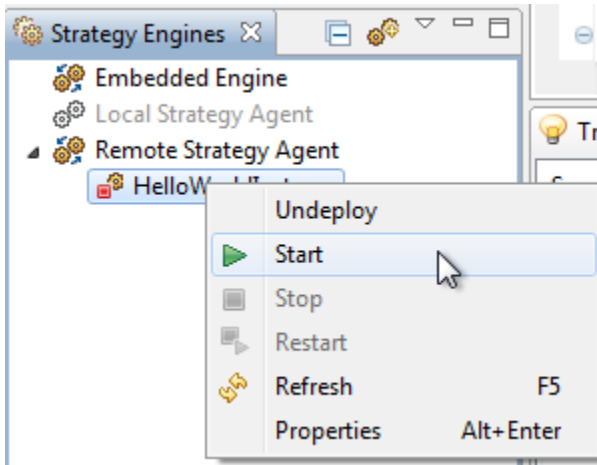 Strategy Engines
Embedded Engine
Local Strategy Agent
Remote Strategy Agent
Undeploy
Start
Stop
Restart
Refresh F5
Properties Alt+Enter